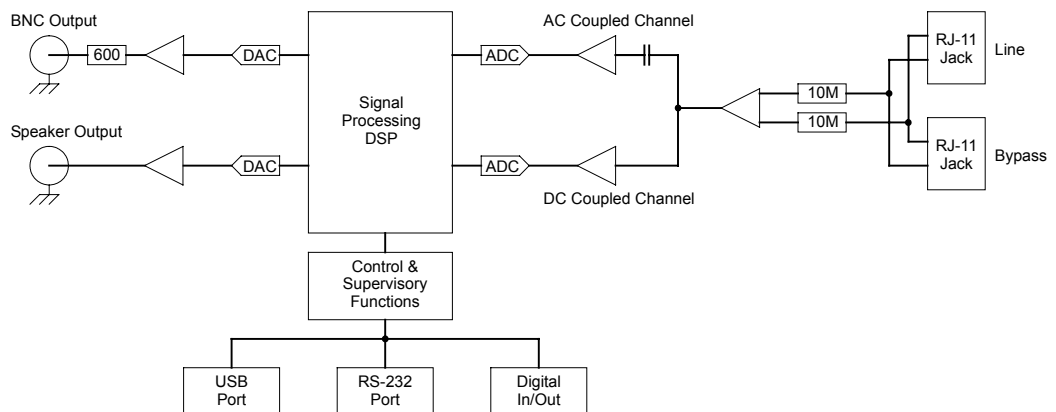 BNC Output
600
DAC
Speaker Output
DAC
Signal
Processing
DSP
AC Coupled Channel
ADC
ADC
DC Coupled Channel
10M
10M
RJ-11
Jack
Line
RJ-11
Jack
Bypass
Control &
Supervisory
Functions
USB
Port
RS-232
Port
Digital
In/Out